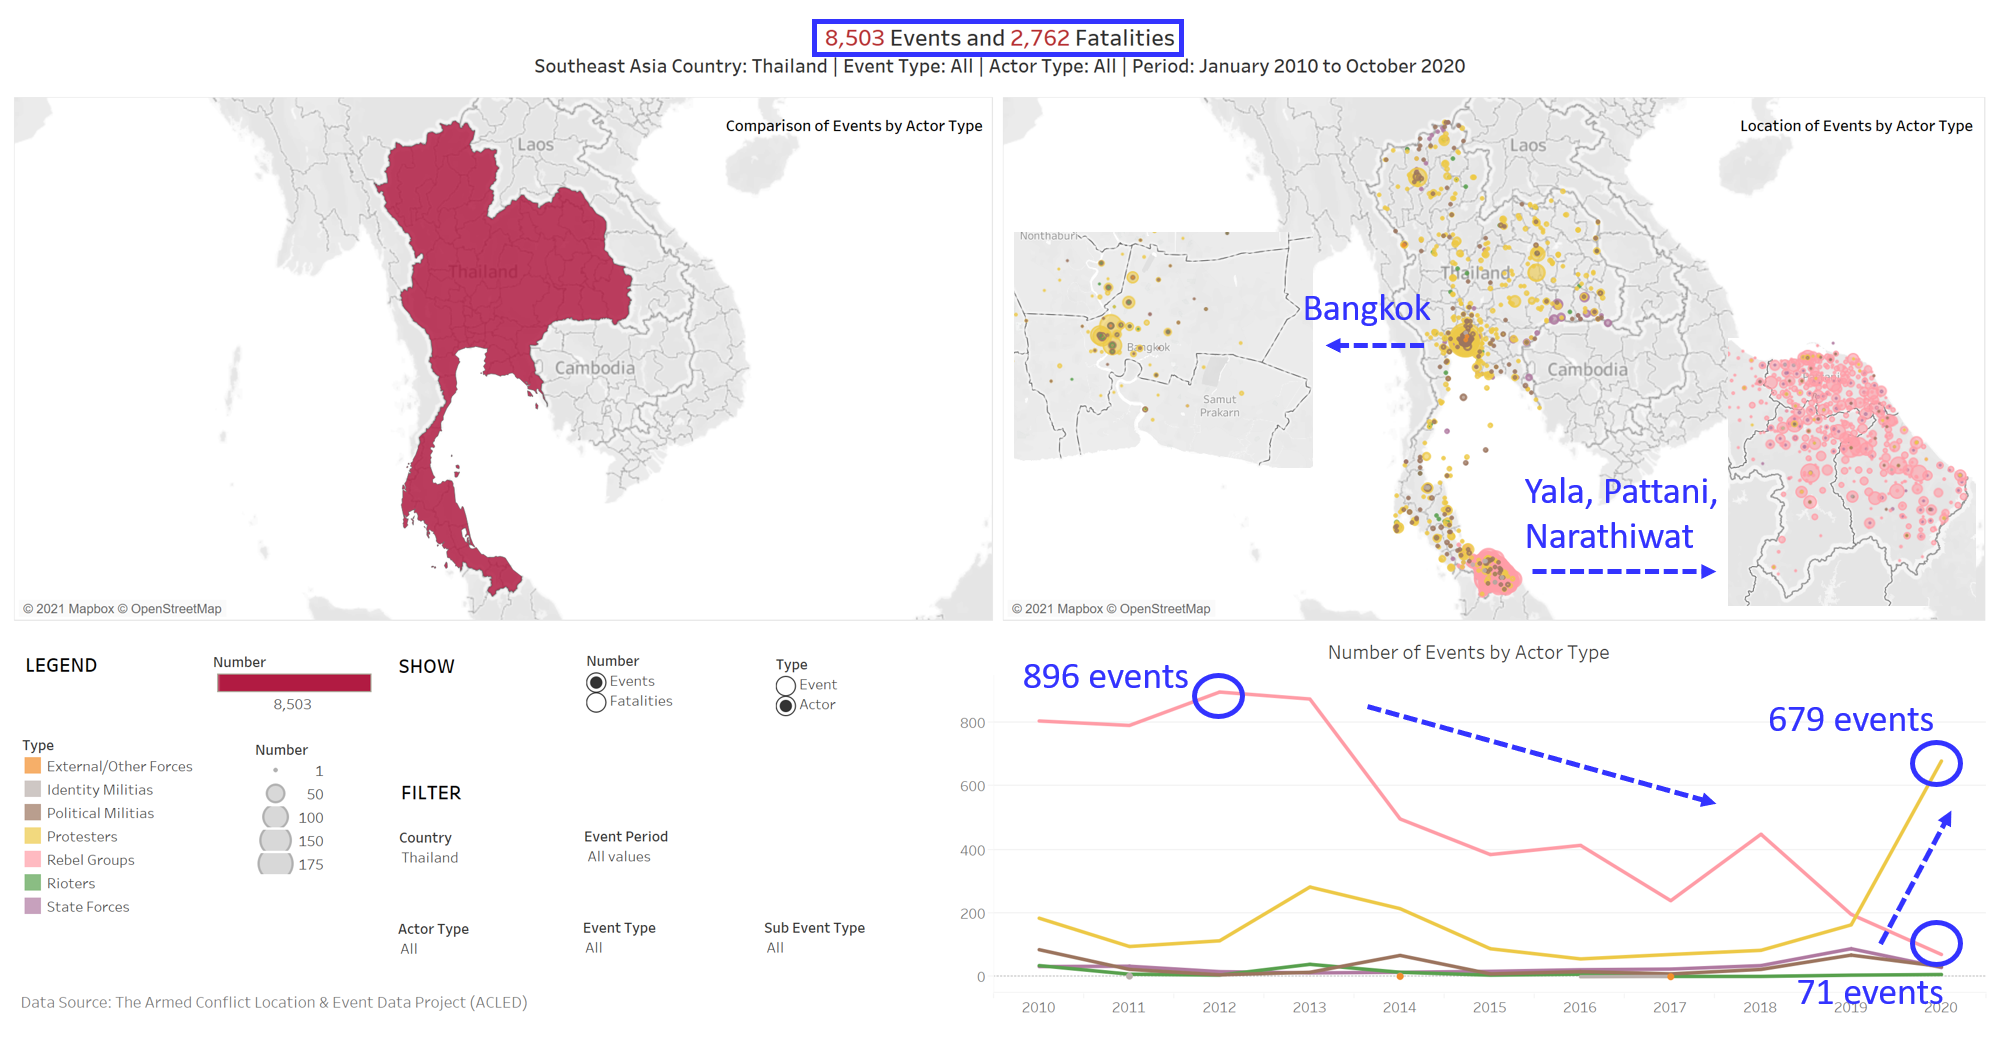 8,503 Events and 2,762 Fatalities
Southeast Asia Country: Thailand | Event Type: All | Actor Type: All | Period: January 2010 to October 2020
Comparison of Events by Actor Type
Laos
Thailand
Cambodia
© 2021 Mapbox © OpenStreetMap
Location of Events by Actor Type
Laos
Thailand
Cambodia
Nonthaburi
Bangkok
Samut
Prakarn
Bangkok
Yala, Pattani,
Narathiwat
© 2021 Mapbox © OpenStreetMap
LEGEND
Number
8,503
Type
External/Other Forces
Identity Militias
Political Militias
Protesters
Rebel Groups
Rioters
State Forces
Number
1
50
100
150
175
SHOW
Number
Events
Fatalities
Type
Event
Actor
FILTER
Country
Thailand
Event Period
All values
Actor Type
All
Event Type
All
Sub Event Type
All
Data Source: The Armed Conflict Location & Event Data Project (ACLED)
Number of Events by Actor Type
896 events
679 events
71 events
800
600
400
200
0
2010 2011 2012 2013 2014 2015 2016 2017 2018 2019 2020